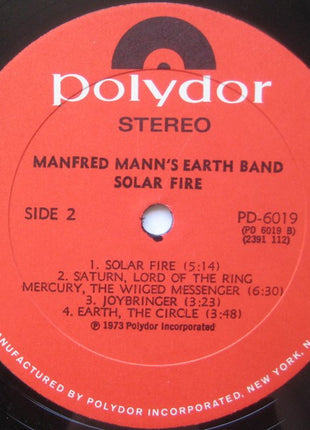 polydor
STEREO
MANFRED MANN'S EARTH BAND
SOLAR FIRE
SIDE 2
PD-6019
(PD 6019 B)
(2391 112)
1. SOLAR FIRE (5:14)
2. SATURN, LORD OF THE RING
MERCURY, THE WIIGED MESSENGER (6:30)
3. JOYBRINGER (3:23)
4. EARTH, THE CIRCLE (3:48)
℗ 1973 Polydor Incorporated
MANUFACTURED BY POLYDOR INCORPORATED, NEW YORK, N